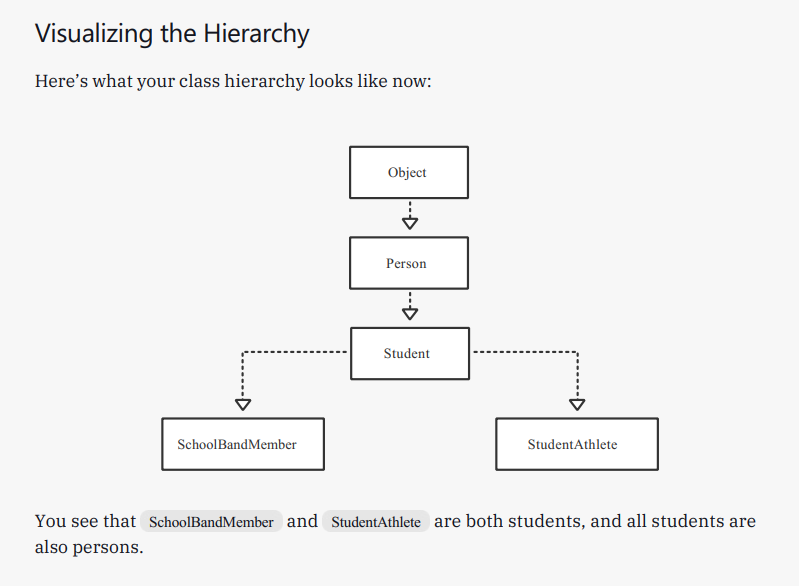 Visualizing the Hierarchy
Here’s what your class hierarchy looks like now:
Object
Person
Student
SchoolBandMember
StudentAthlete
You see that SchoolBandMember and StudentAthlete are both students, and all students are
also persons.